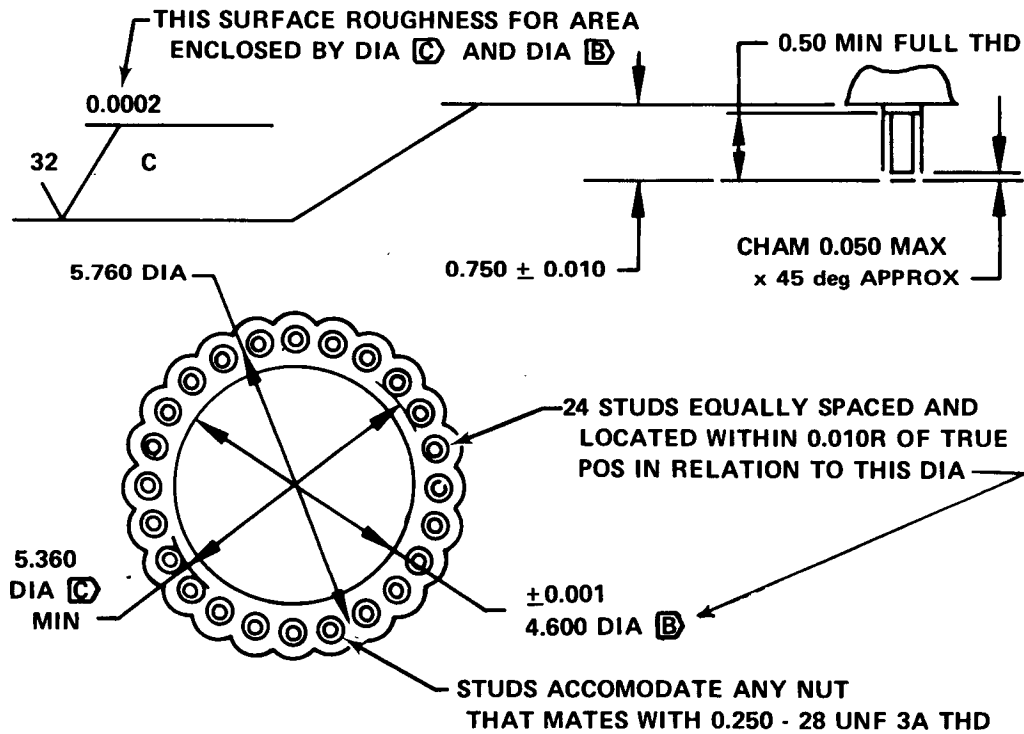 THIS SURFACE ROUGHNESS FOR AREA
ENCLOSED BY DIA C AND DIA B
0.0002
32
C
0.50 MIN FULL THD
0.750 ± 0.010
CHAM 0.050 MAX
x 45 deg APPROX
5.760 DIA
24 STUDS EQUALLY SPACED AND
LOCATED WITHIN 0.010R OF TRUE
POS IN RELATION TO THIS DIA
5.360
DIA C
MIN
±0.001
4.600 DIA B
STUDS ACCOMODATE ANY NUT
THAT MATES WITH 0.250 - 28 UNF 3A THD